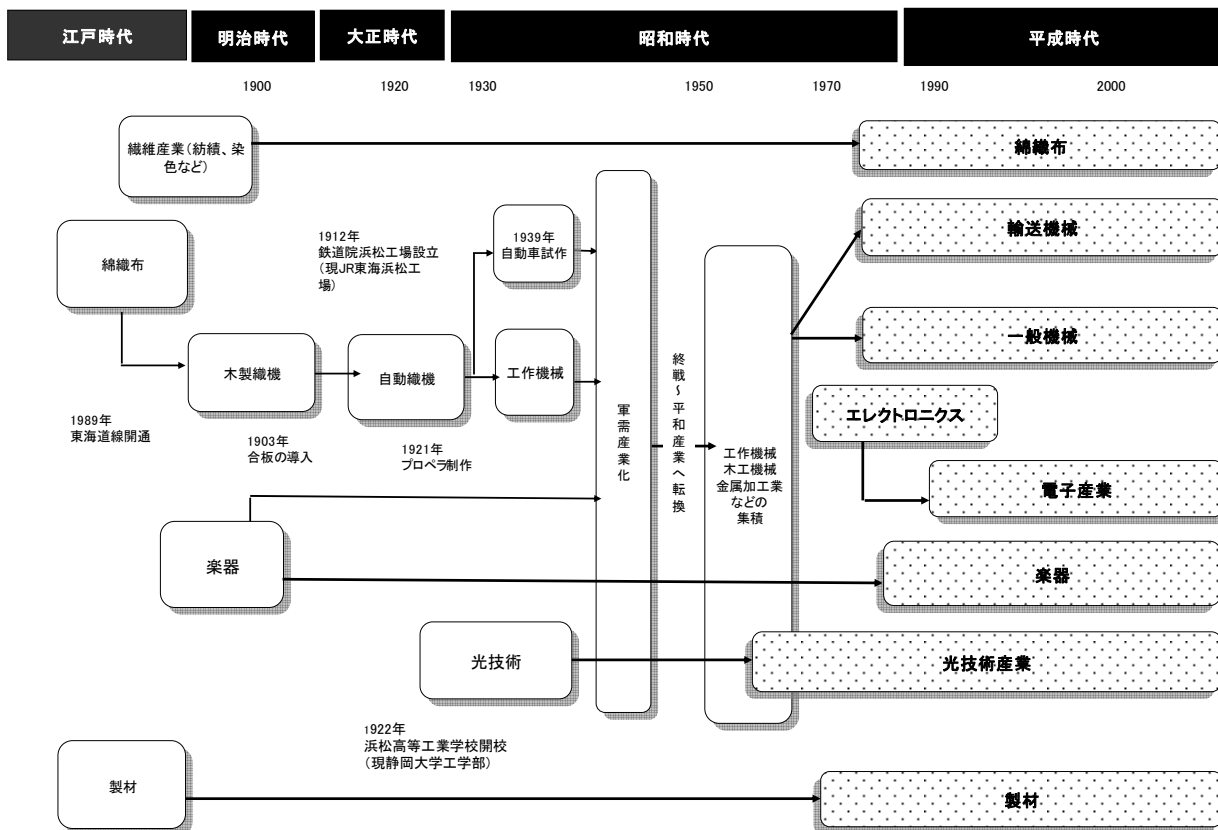 江戸時代
明治時代
大正時代
昭和時代
平成時代
1900
1920
1930
1950
1970
1990
2000
繊維産業(紡績、染
色など)
綿織布
綿織布
1912年
鉄道院浜松工場設立
(現JR東海浜松工
場)
1939年
自動車試作
輸送機械
木製織機
自動織機
工作機械
一般機械
1989年
東海道線開通
1903年
合板の導入
1921年
プロペラ制作
軍需産業化
終戦~平和産業へ転換
工作機械
木工機械
金属加工業
などの
集積
エレクトロニクス
電子産業
楽器
楽器
光技術
光技術産業
1922年
浜松高等工業学校開校
(現静岡大学工学部)
製材
製材